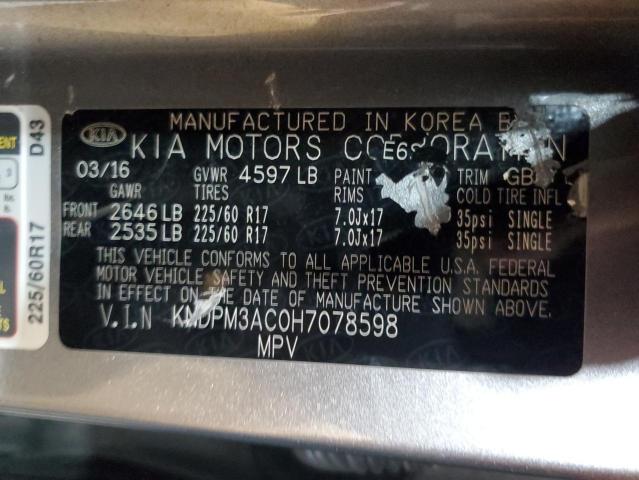 MANUFACTURED IN KOREA
KIA KIA MOTORS
03/16 GVWR 4597 LB PAINT TRIM
GAWR TIRES RIMS COLD TIRE INFL
FRONT 2646 LB 225/60 R17 7.0Jx17 35psi SINGLE
REAR 2535 LB 225/60 R17 7.0Jx17 35psi SINGLE
THIS VEHICLE CONFORMS TO ALL APPLICABLE U.S.A. FEDERAL
MOTOR VEHICLE SAFETY AND THEFT PREVENTION STANDARDS
IN EFFECT ON THE DATE OF MANUFACTURE SHOWN ABOVE.
V.I.N KNDPM3AC0H7078598
MPV
225/60R17
D43